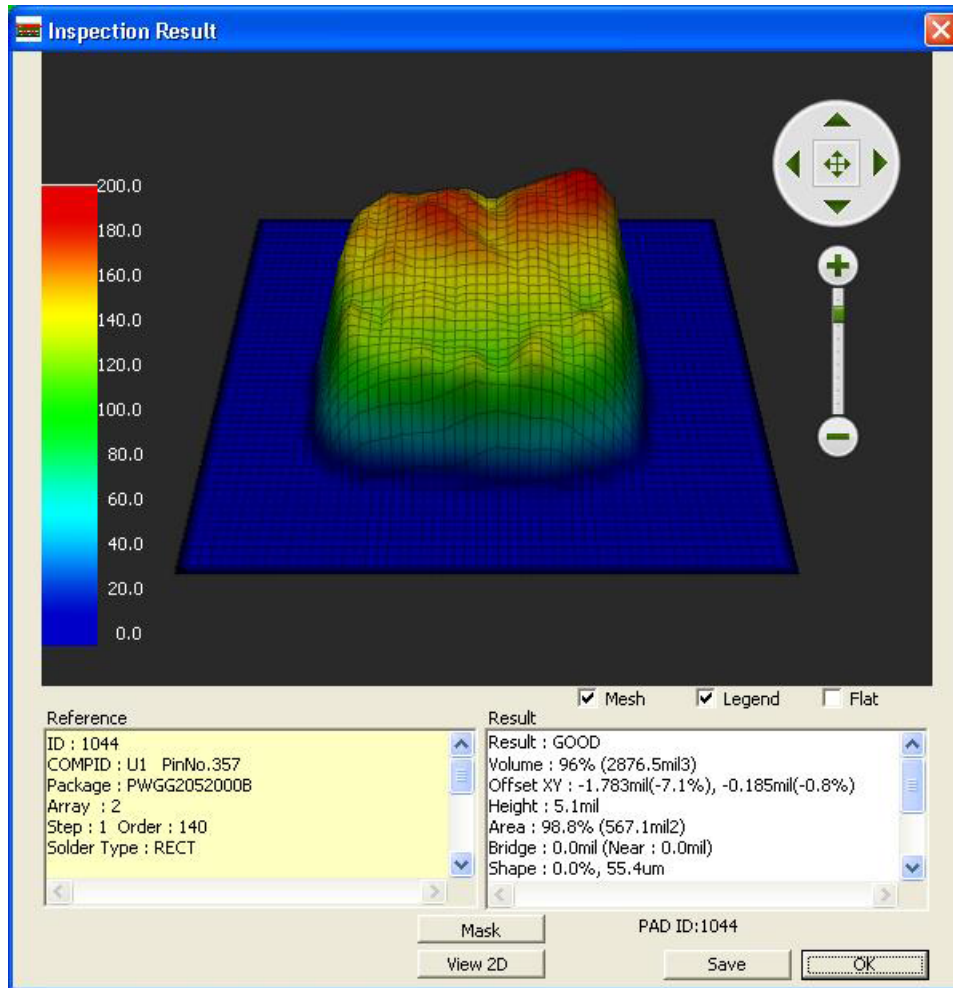 Inspection Result
200.0
180.0
160.0
140.0
120.0
100.0
80.0
60.0
40.0
20.0
0.0
Mesh
Legend
Flat
Reference
ID : 1044
COMPID : U1 PinNo.357
Package : PWGG2052000B
Array : 2
Step : 1 Order : 140
Solder Type : RECT
Result
Result : GOOD
Volume : 96% (2876.5mil3)
Offset XY : -1.783mil(-7.1%), -0.185mil(-0.8%)
Height : 5.1mil
Area : 98.8% (567.1mil2)
Bridge : 0.0mil (Near : 0.0mil)
Shape : 0.0%, 55.4um
Mask
PAD ID:1044
View 2D
Save
OK